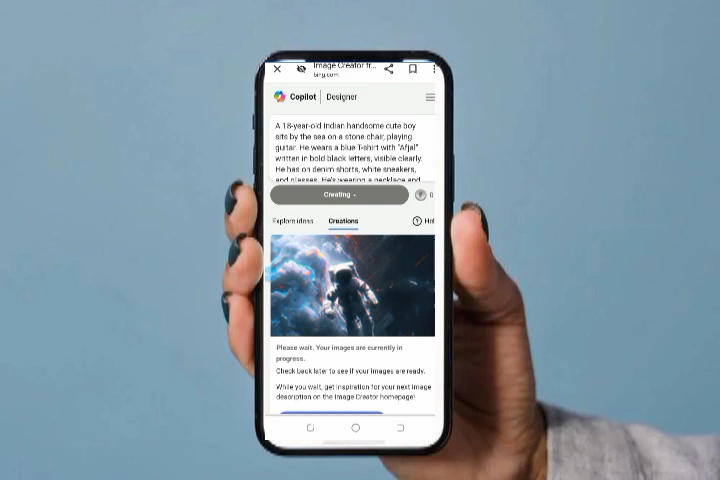 Image Creator fr...
bing.com
Copilot | Designer
A 18-year-old Indian handsome cute boy
sits by the sea on a stone chair, playing
guitar. He wears a blue T-shirt with "Afjal"
written in bold black letters, visible clearly.
He has on denim shorts, white sneakers,
and glasses. He's wearing a necklace and
Creating
0
Explore ideas Creations Hel
Please wait. Your images are currently in
progress.
Check back later to see if your images are ready.
While you wait, get inspiration for your next image
description on the Image Creator homepage!